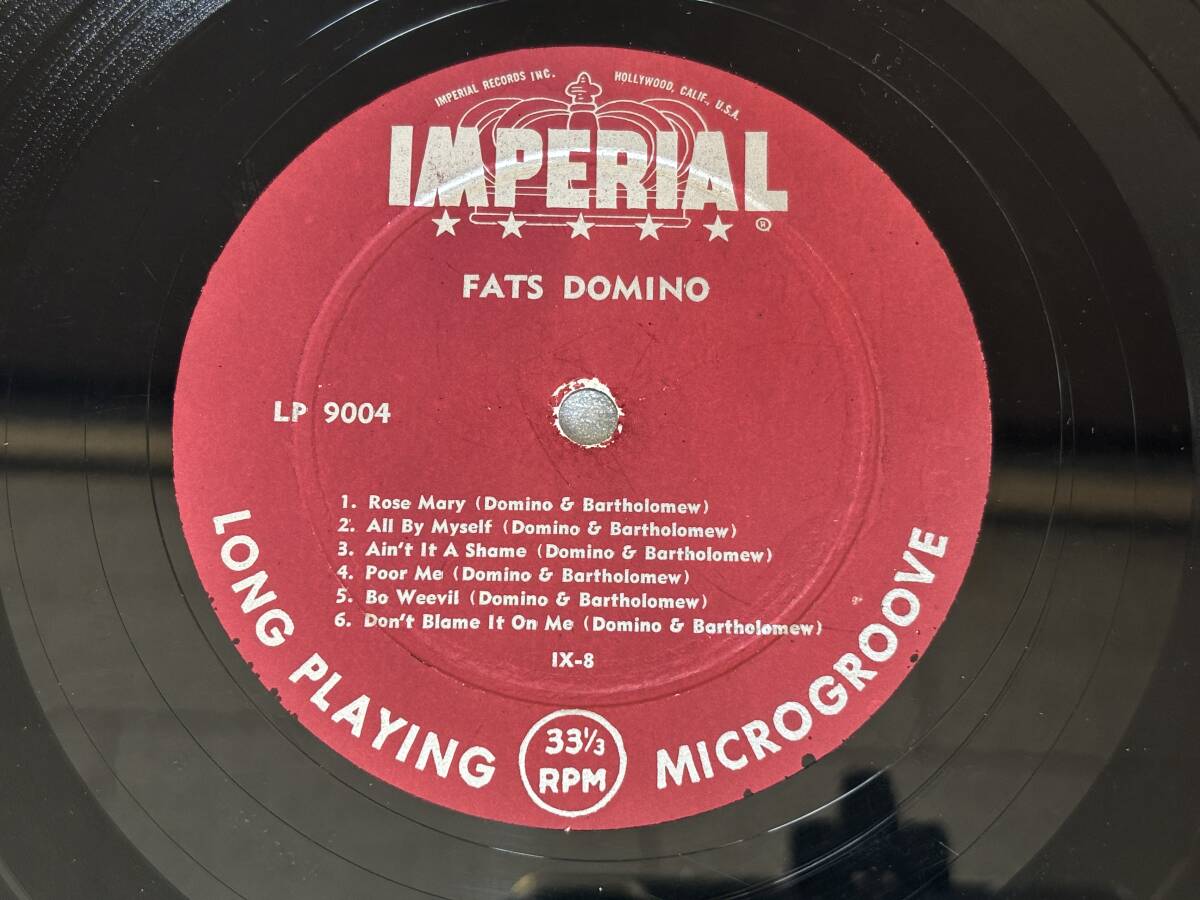 IMPERIAL RECORDS INC. HOLLYWOOD, CALIF., U.S.A.
IMPERIAL
®
FATS DOMINO
LP 9004
1. Rose Mary (Domino & Bartholomew)
2. All By Myself (Domino & Bartholomew)
3. Ain't It A Shame (Domino & Bartholomew)
4. Poor Me (Domino & Bartholomew)
5. Bo Weevil (Domino & Bartholomew)
6. Don't Blame It On Me (Domino & Bartholomew)
IX-8
LONG PLAYING
33⅓
RPM
MICROGROOVE